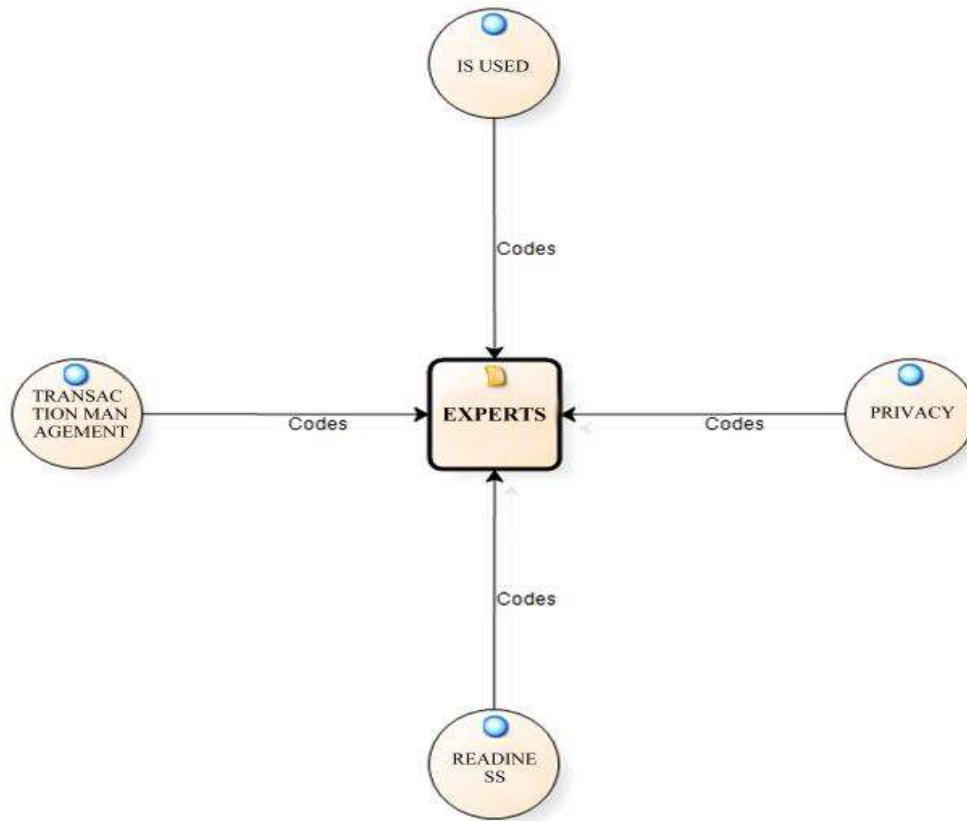 IS USED
Codes
TRANSAC
TION MAN
AGEMENT
Codes
EXPERTS
Codes
PRIVACY
Codes
READINE
SS